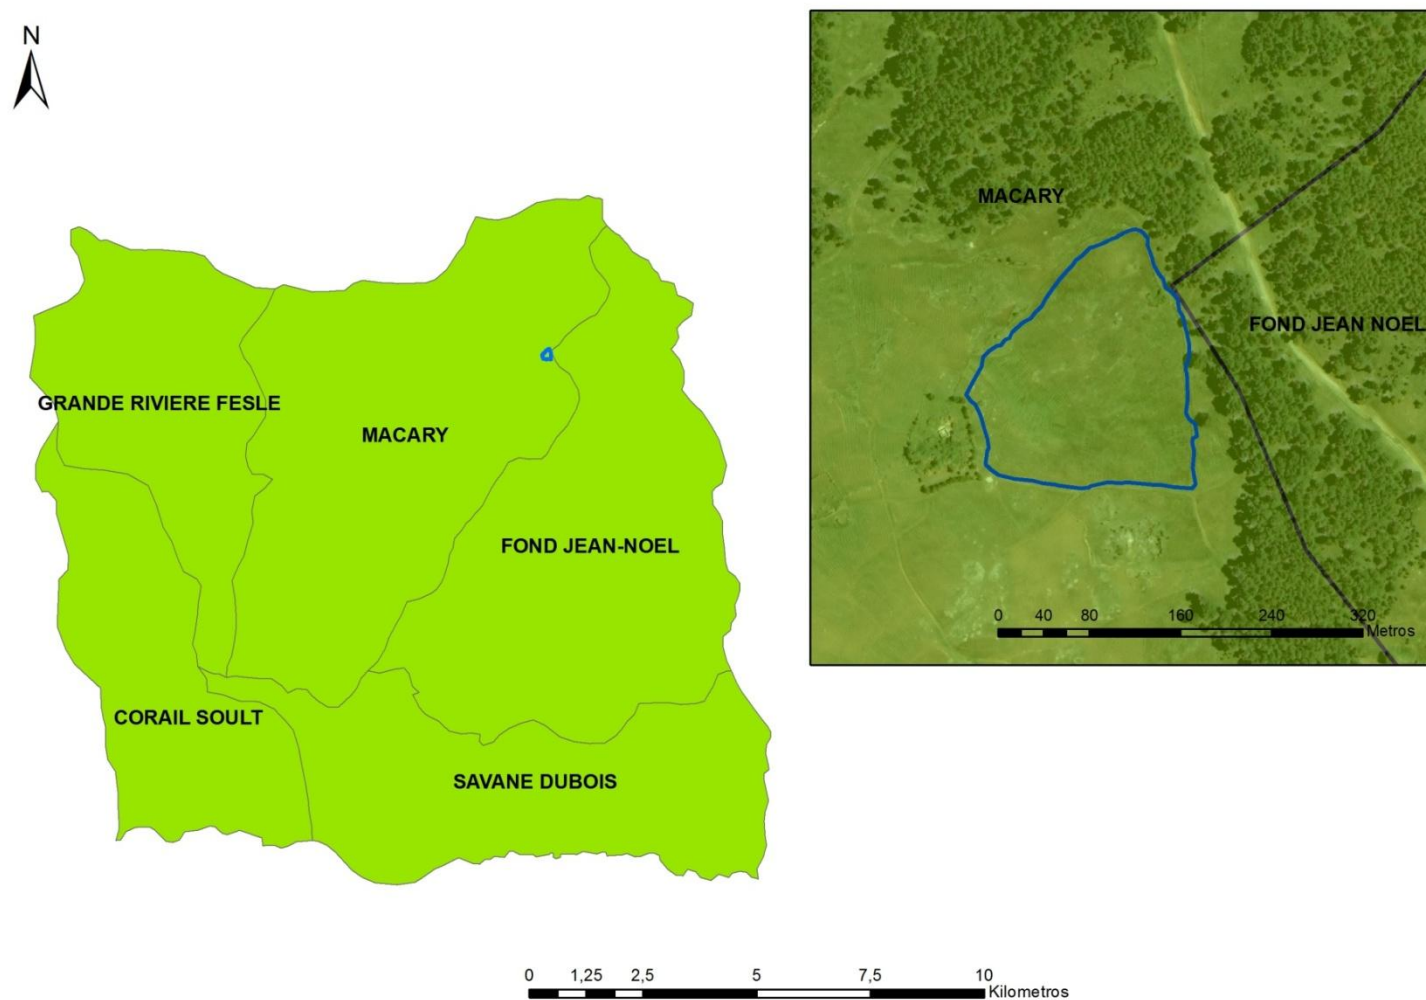 N
MACARY
FOND JEAN NOEL
0 40 80 160 240 320
Metros
GRANDE RIVIERE FESLE
MACARY
FOND JEAN-NOEL
CORAIL SOULT
SAVANE DUBOIS
0 1,25 2,5 5 7,5 10
Kilometros